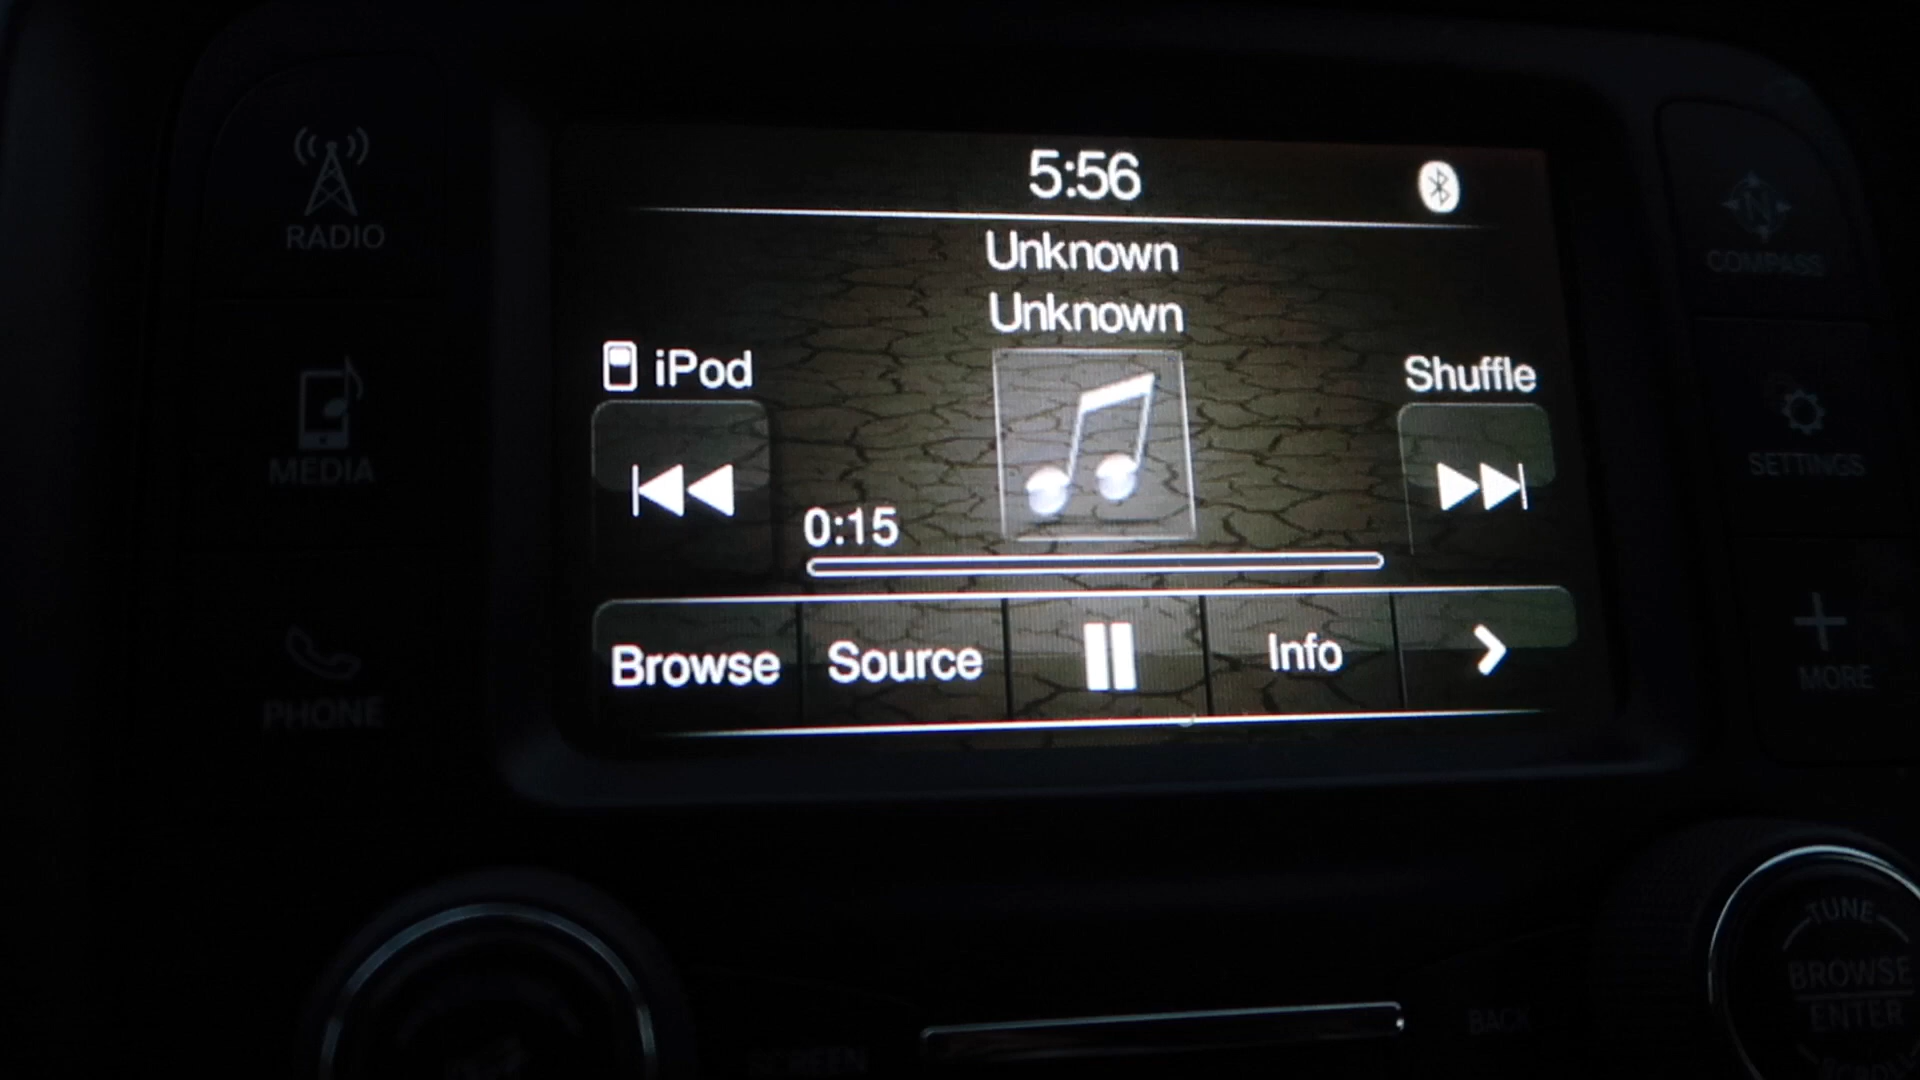 5:56
Unknown
Unknown
iPod
Shuffle
0:15
Browse Source Info
RADIO
MEDIA
PHONE
N
COMPASS
SETTINGS
MORE
SCREEN
BACK
TUNE
BROWSE
ENTER
SCROLL